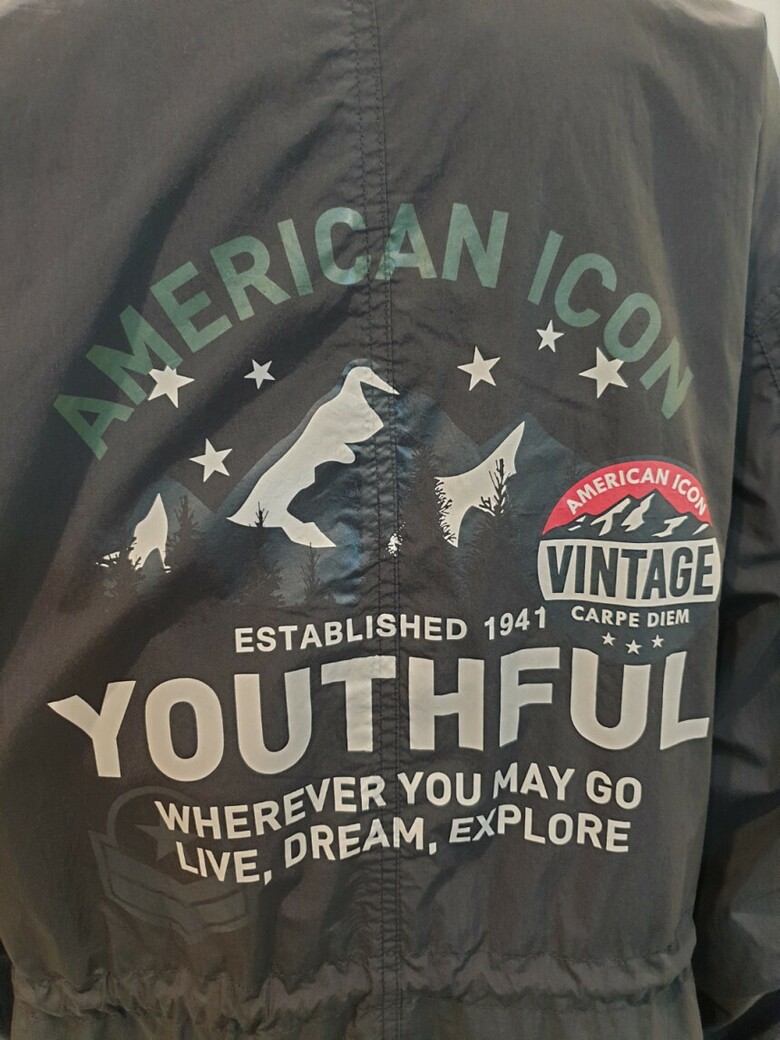 AMERICAN ICON
AMERICAN ICON
VINTAGE
CARPE DIEM
ESTABLISHED 1941
YOUTHFUL
WHEREVER YOU MAY GO
LIVE, DREAM, EXPLORE